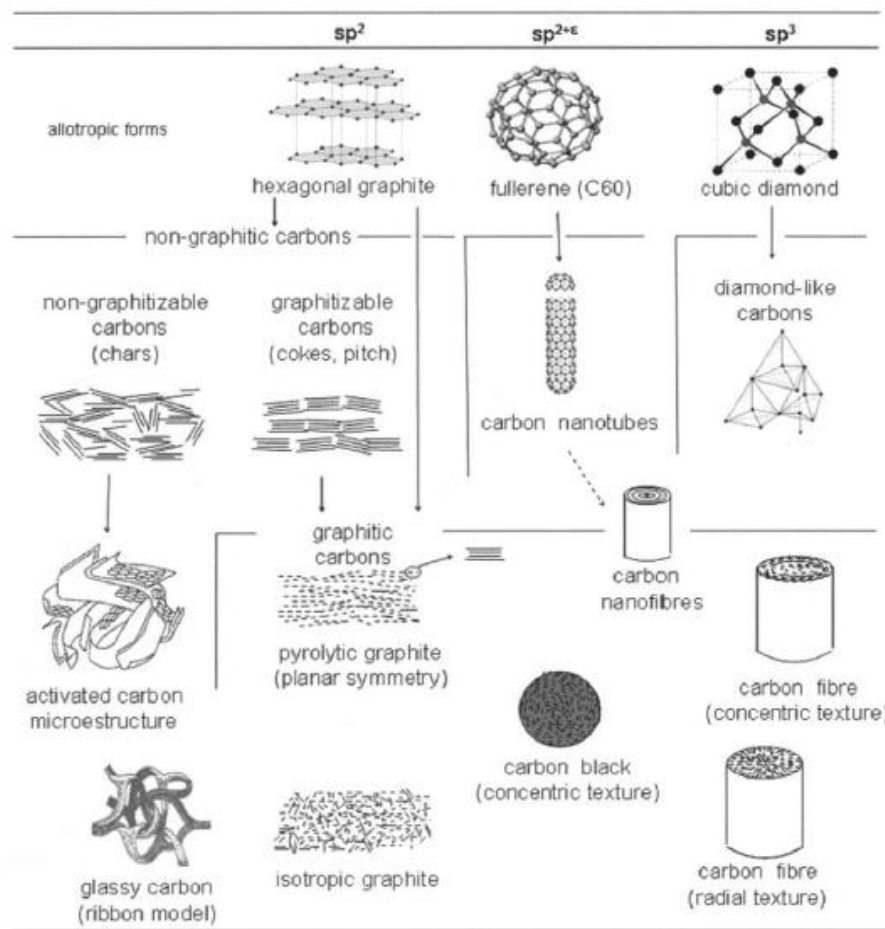 sp²
sp²⁺ᵋ
sp³
allotropic forms
hexagonal graphite
fullerene (C60)
cubic diamond
non-graphitic carbons
non-graphitizable
carbons
(chars)
graphitizable
carbons
(cokes, pitch)
carbon nanotubes
diamond-like
carbons
graphitic
carbons
pyrolytic graphite
(planar symmetry)
carbon
nanofibres
activated carbon
microestructure
carbon fibre
(concentric texture)
carbon black
(concentric texture)
glassy carbon
(ribbon model)
isotropic graphite
carbon fibre
(radial texture)